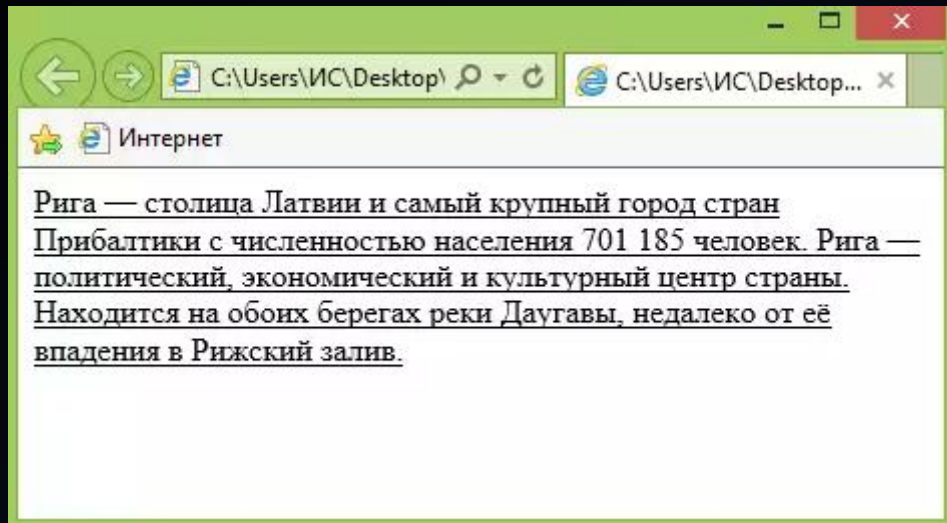 C:\Users\ИС\Desktop\
C:\Users\ИС\Desktop...
Интернет
Рига — столица Латвии и самый крупный город стран
Прибалтики с численностью населения 701 185 человек. Рига —
политический, экономический и культурный центр страны.
Находится на обоих берегах реки Даугавы, недалеко от её
впадения в Рижский залив.